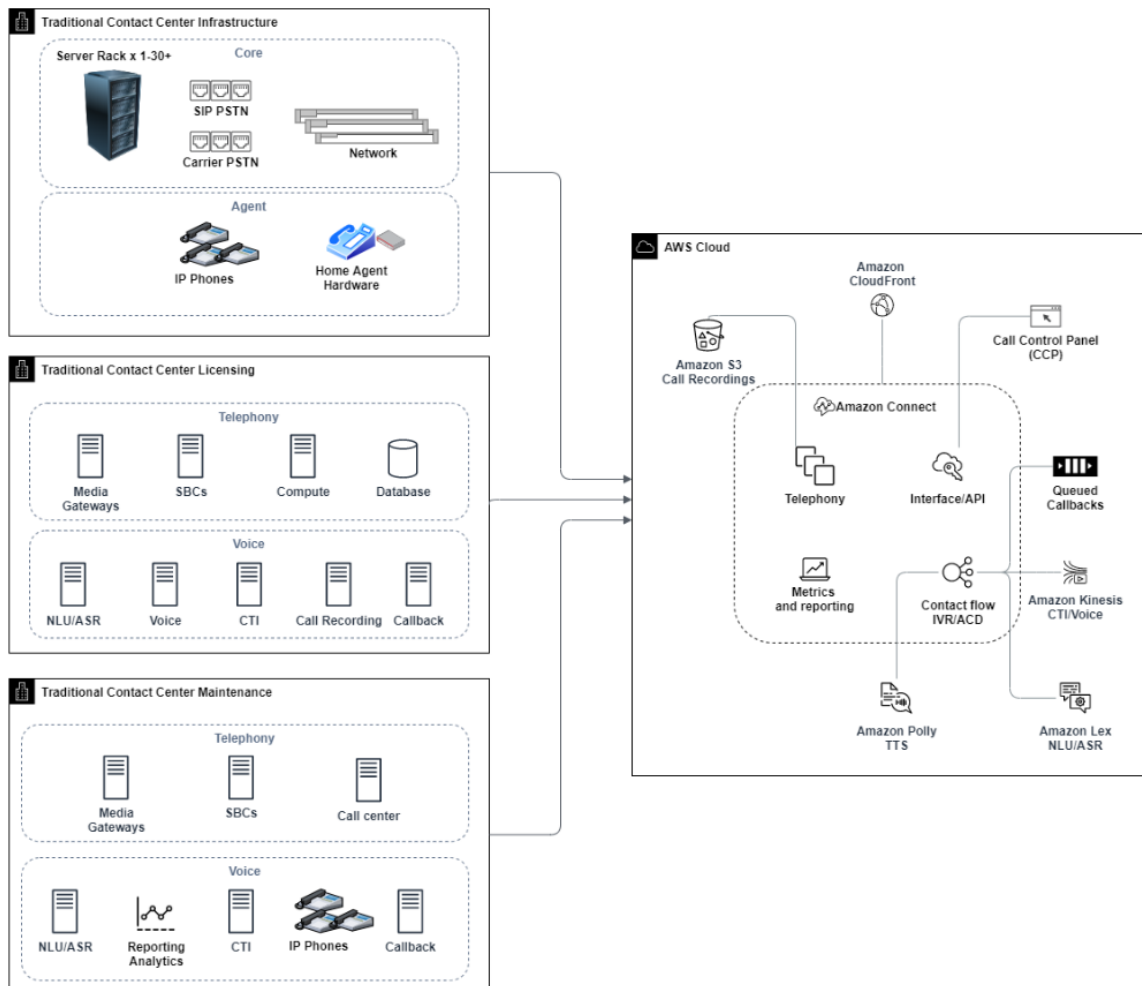 Traditional Contact Center Infrastructure
Core
Server Rack x 1-30+
SIP PSTN
Carrier PSTN
Network
Agent
IP Phones
Home Agent
Hardware
Traditional Contact Center Licensing
Telephony
Media
Gateways
SBCs
Compute
Database
Voice
NLU/ASR
Voice
CTI
Call Recording
Callback
Traditional Contact Center Maintenance
Telephony
Media
Gateways
SBCs
Call center
Voice
NLU/ASR
Reporting
Analytics
CTI
IP Phones
Callback
AWS Cloud
Amazon
CloudFront
Amazon S3
Call Recordings
Call Control Panel
(CCP)
Amazon Connect
Telephony
Interface/API
Queued
Callbacks
Metrics
and reporting
Contact flow
IVR/ACD
Amazon Kinesis
CTI/Voice
Amazon Polly
TTS
Amazon Lex
NLU/ASR